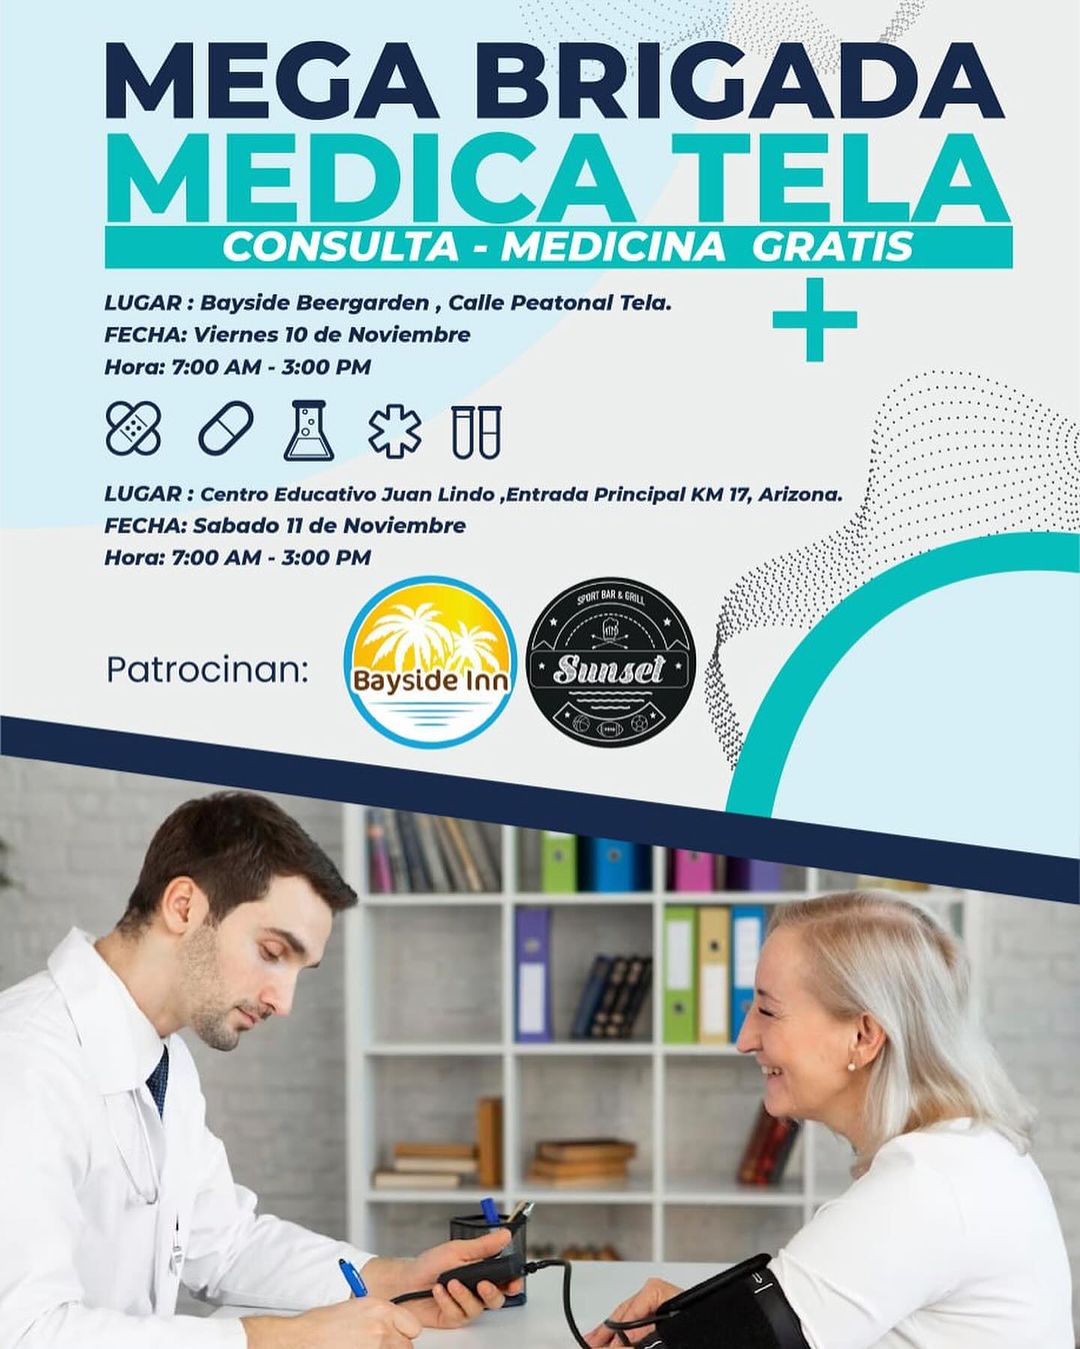 MEGA BRIGADA
MEDICA TELA
CONSULTA - MEDICINA GRATIS
LUGAR : Bayside Beergarden , Calle Peatonal Tela.
FECHA: Viernes 10 de Noviembre
Hora: 7:00 AM - 3:00 PM
LUGAR : Centro Educativo Juan Lindo ,Entrada Principal KM 17, Arizona.
FECHA: Sabado 11 de Noviembre
Hora: 7:00 AM - 3:00 PM
Patrocinan:
Bayside Inn
SPORT BAR & GRILL
Sunset